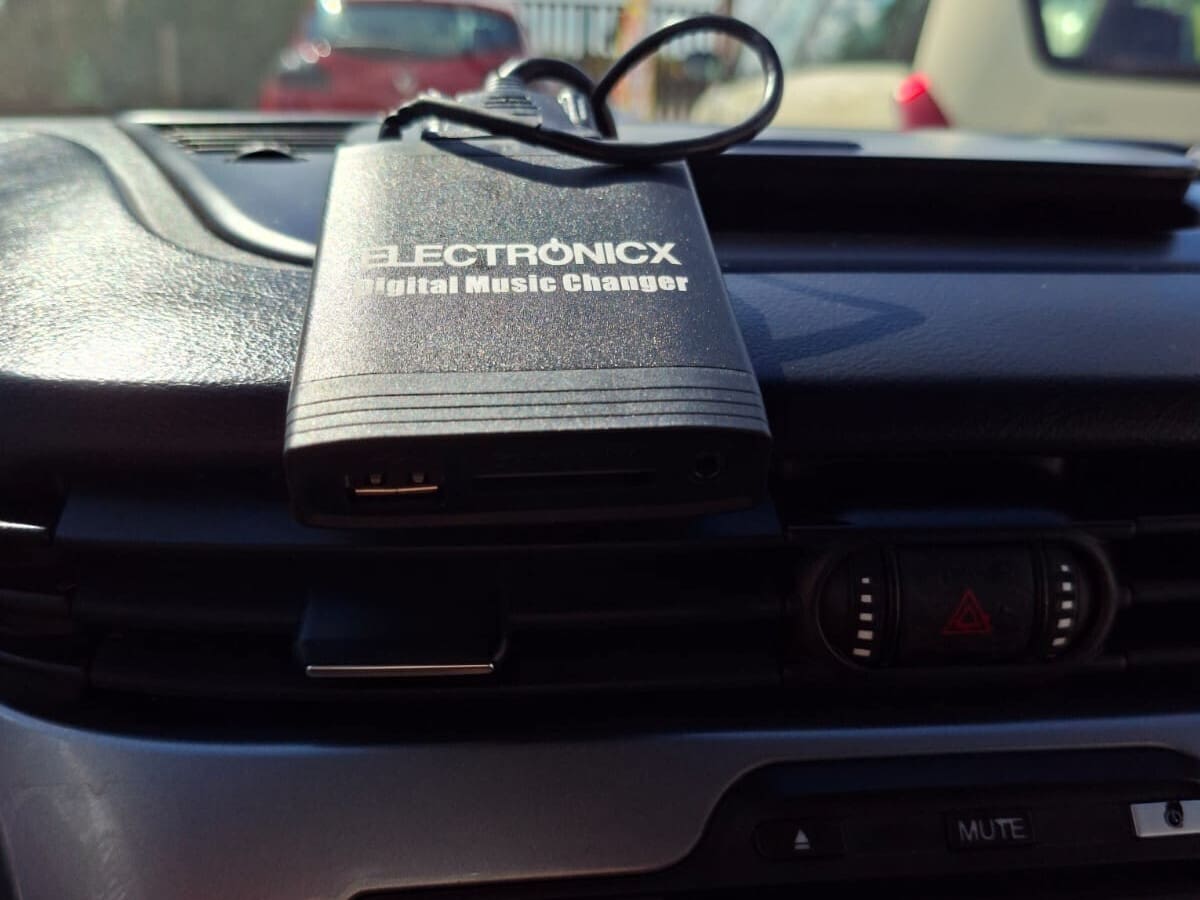 ELECTRONICX
Digital Music Changer
MUTE